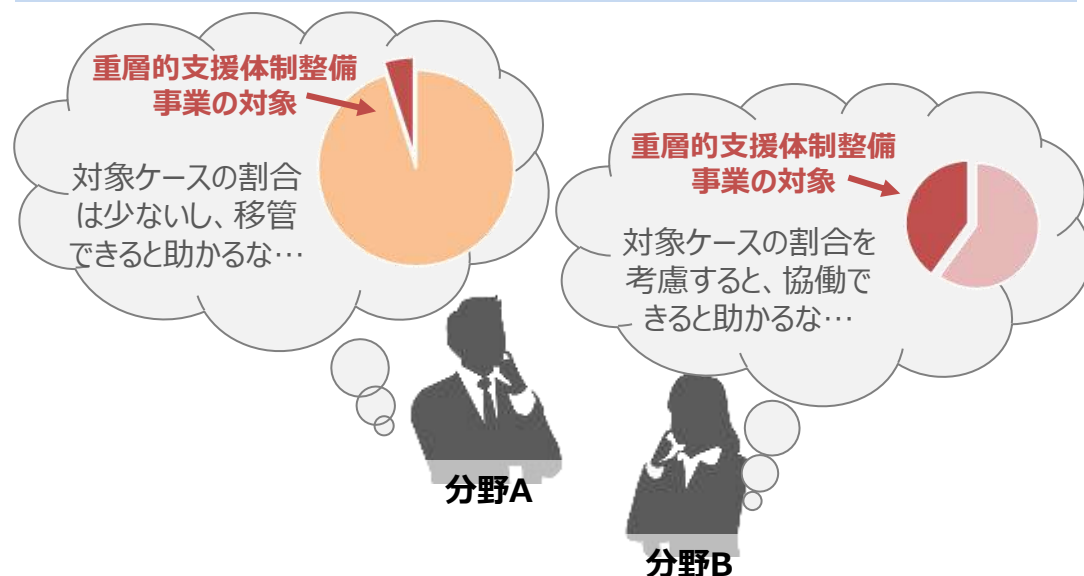 重層的支援体制整備
事業の対象
対象ケースの割合
は少ないし、移管
できると助かるな…
分野A
重層的支援体制整備
事業の対象
対象ケースの割合を
考慮すると、協働で
きると助かるな…
分野B